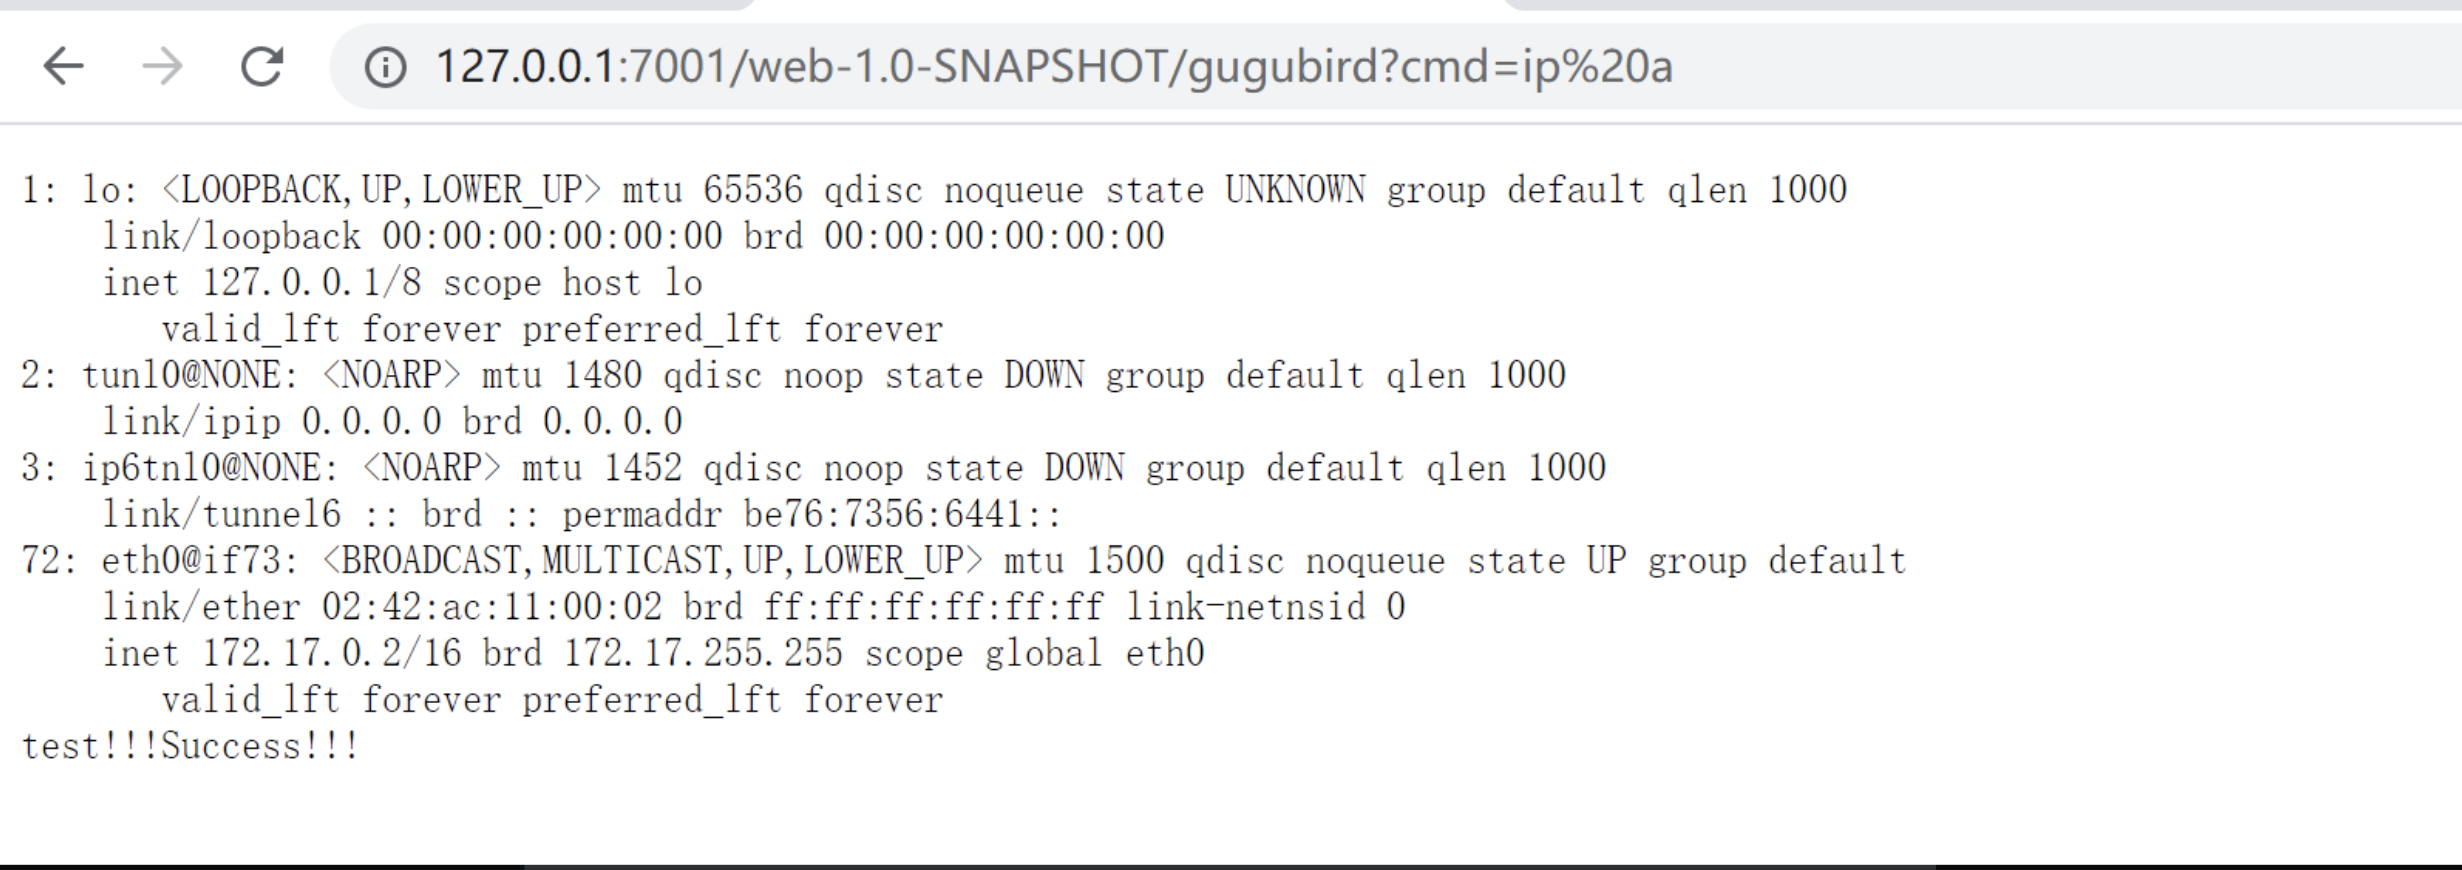 127.0.0.1:7001/web-1.0-SNAPSHOT/gugubird?cmd=ip%20a
1: lo: <LOOPBACK,UP,LOWER_UP> mtu 65536 qdisc noqueue state UNKNOWN group default qlen 1000
link/loopback 00:00:00:00:00:00 brd 00:00:00:00:00:00
inet 127.0.0.1/8 scope host lo
valid_lft forever preferred_lft forever
2: tunl0@NONE: <NOARP> mtu 1480 qdisc noop state DOWN group default qlen 1000
link/ipip 0.0.0.0 brd 0.0.0.0
3: ip6tnl0@NONE: <NOARP> mtu 1452 qdisc noop state DOWN group default qlen 1000
link/tunnel6 :: brd :: permaddr be76:7356:6441::
72: eth0@if73: <BROADCAST,MULTICAST,UP,LOWER_UP> mtu 1500 qdisc noqueue state UP group default
link/ether 02:42:ac:11:00:02 brd ff:ff:ff:ff:ff:ff link-netnsid 0
inet 172.17.0.2/16 brd 172.17.255.255 scope global eth0
valid_lft forever preferred_lft forever
test!!!Success!!!